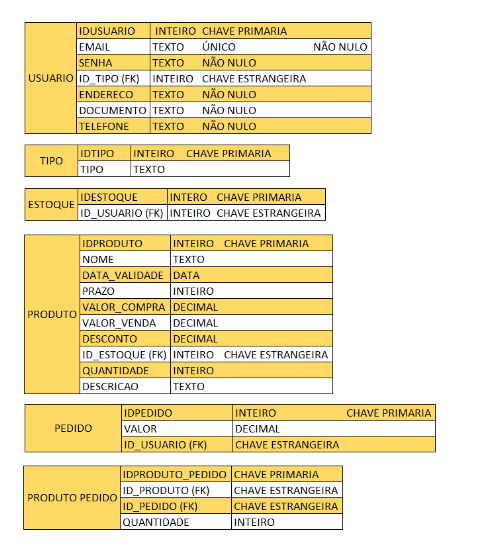 USUARIO
IDUSUARIO INTEIRO CHAVE PRIMARIA
EMAIL TEXTO ÚNICO NÃO NULO
SENHA TEXTO NÃO NULO
ID_TIPO (FK) INTEIRO CHAVE ESTRANGEIRA
ENDERECO TEXTO NÃO NULO
DOCUMENTO TEXTO NÃO NULO
TELEFONE TEXTO NÃO NULO
TIPO
IDTIPO INTEIRO CHAVE PRIMARIA
TIPO TEXTO
ESTOQUE
IDESTOQUE INTERO CHAVE PRIMARIA
ID_USUARIO (FK) INTEIRO CHAVE ESTRANGEIRA
PRODUTO
IDPRODUTO INTEIRO CHAVE PRIMARIA
NOME TEXTO
DATA_VALIDADE DATA
PRAZO INTEIRO
VALOR_COMPRA DECIMAL
VALOR_VENDA DECIMAL
DESCONTO DECIMAL
ID_ESTOQUE (FK) INTEIRO CHAVE ESTRANGEIRA
QUANTIDADE INTEIRO
DESCRICAO TEXTO
PEDIDO
IDPEDIDO INTEIRO CHAVE PRIMARIA
VALOR DECIMAL
ID_USUARIO (FK) CHAVE ESTRANGEIRA
PRODUTO PEDIDO
IDPRODUTO_PEDIDO CHAVE PRIMARIA
ID_PRODUTO (FK) CHAVE ESTRANGEIRA
ID_PEDIDO (FK) CHAVE ESTRANGEIRA
QUANTIDADE INTEIRO